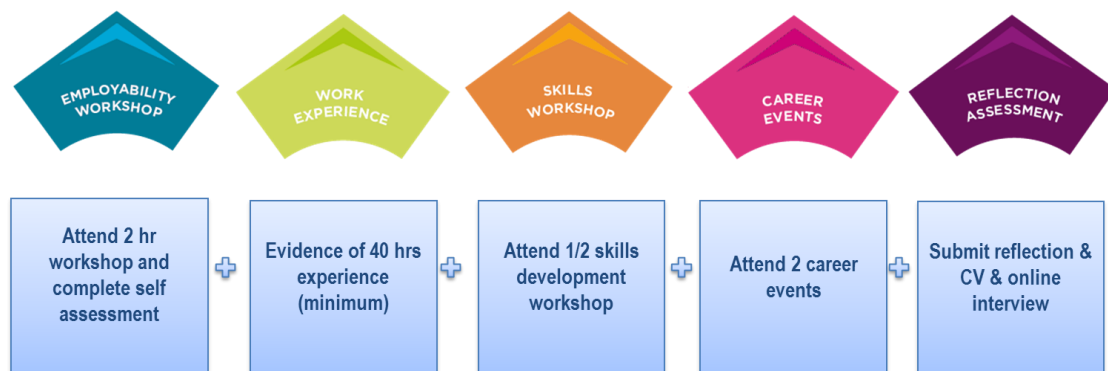 EMPLOYABILITY
WORKSHOP
WORK
EXPERIENCE
SKILLS
WORKSHOP
CAREER
EVENTS
REFLECTION
ASSESSMENT
Attend 2 hr
workshop and
complete self
assessment
Evidence of 40 hrs
experience
(minimum)
Attend 1/2 skills
development
workshop
Attend 2 career
events
Submit reflection &
CV & online
interview